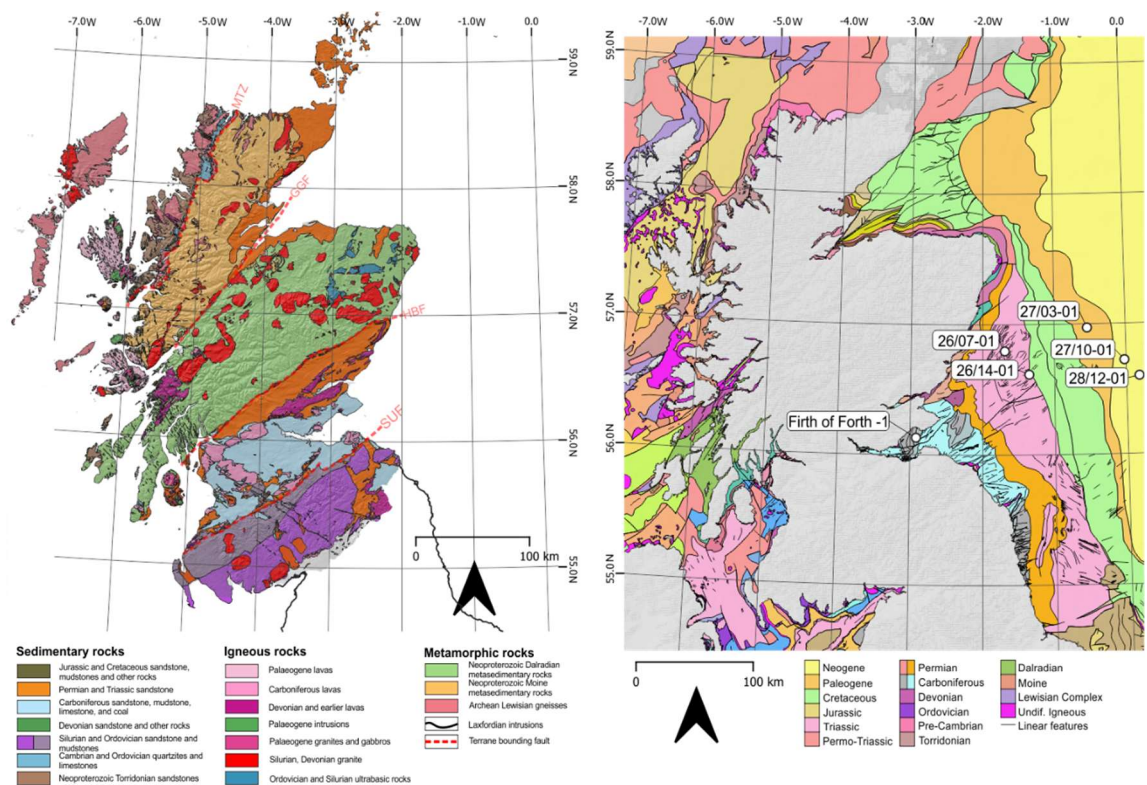 -7.0W
-6.0W
-5.0W
-4.0W
-3.0W
-2.0W
-1.0W
0.0
59.0N
58.0N
57.0N
56.0N
55.0N
MTZ
GGF
HBF
SUF
0
100 km
Sedimentary rocks
Jurassic and Cretaceous sandstone,
mudstones and other rocks
Permian and Triassic sandstone
Carboniferous sandstone, mudstone,
limestone, and coal
Devonian sandstone and other rocks
Silurian and Ordovician sandstone and
mudstones
Cambrian and Ordovician quartzites and
limestones
Neoproterozoic Torridonian sandstones
Igneous rocks
Palaeogene lavas
Carboniferous lavas
Devonian and earlier lavas
Palaeogene intrusions
Palaeogene granites and gabbros
Silurian, Devonian granite
Ordovician and Silurian ultrabasic rocks
Metamorphic rocks
Neoproterozoic Dalradian
metasedimentary rocks
Neoproterozoic Moine
metasedimentary rocks
Archean Lewisian gneisses
Laxfordian intrusions
Terrane bounding fault
-7.0W
-6.0W
-5.0W
-4.0W
-3.0W
-2.0W
-1.0W
0.0
59.0N
58.0N
57.0N
56.0N
55.0N
27/03-01
26/07-01
27/10-01
26/14-01
28/12-01
Firth of Forth -1
0
100 km
Neogene
Paleogene
Cretaceous
Jurassic
Triassic
Permo-Triassic
Permian
Carboniferous
Devonian
Ordovician
Pre-Cambrian
Torridonian
Dalradian
Moine
Lewisian Complex
Undif. Igneous
Linear features